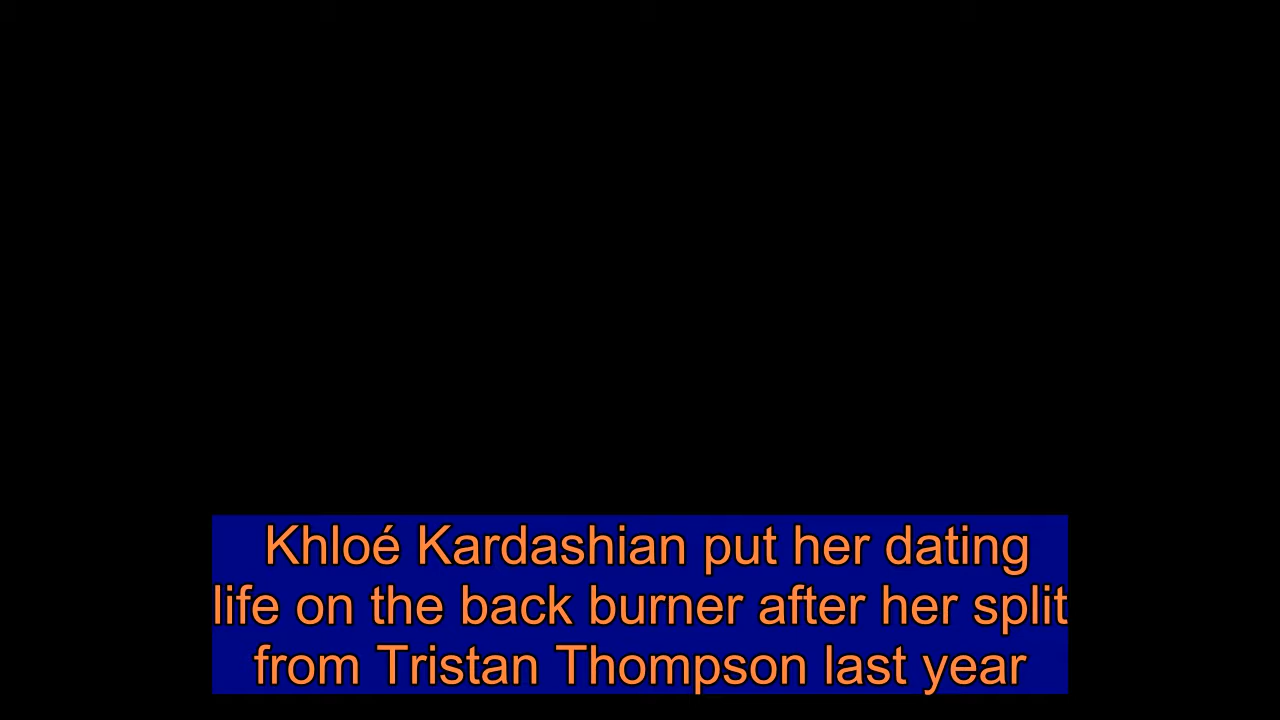 Khloé Kardashian put her dating
life on the back burner after her split
from Tristan Thompson last year